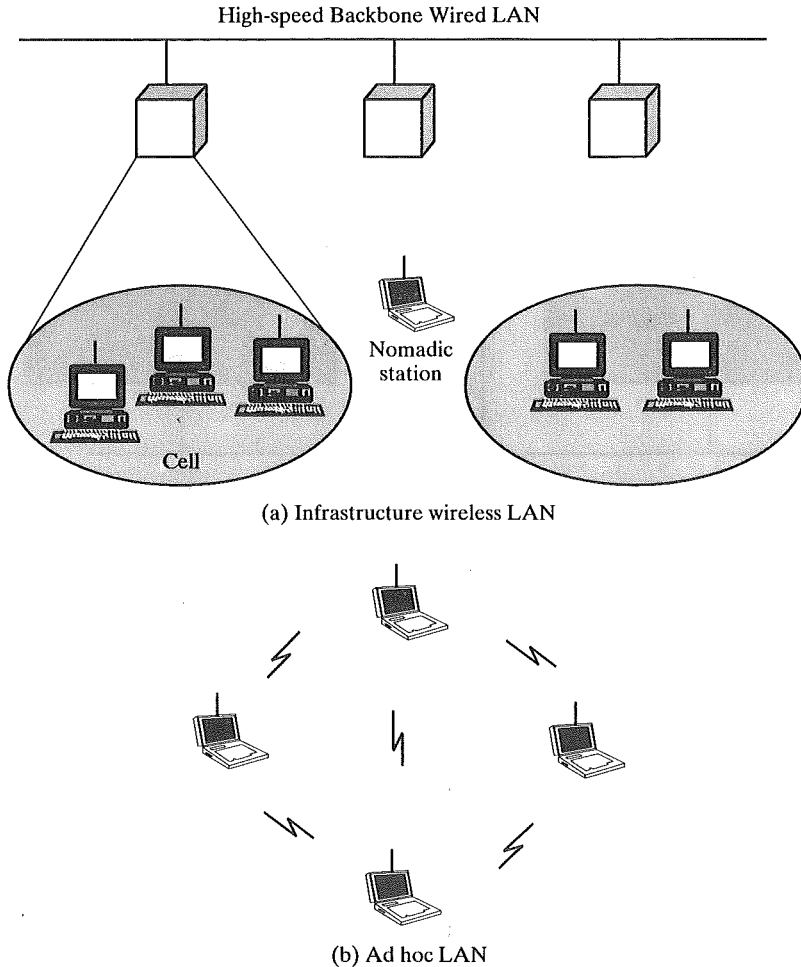 High-speed Backbone Wired LAN
Nomadic
station
Cell
(a) Infrastructure wireless LAN
(b) Ad hoc LAN